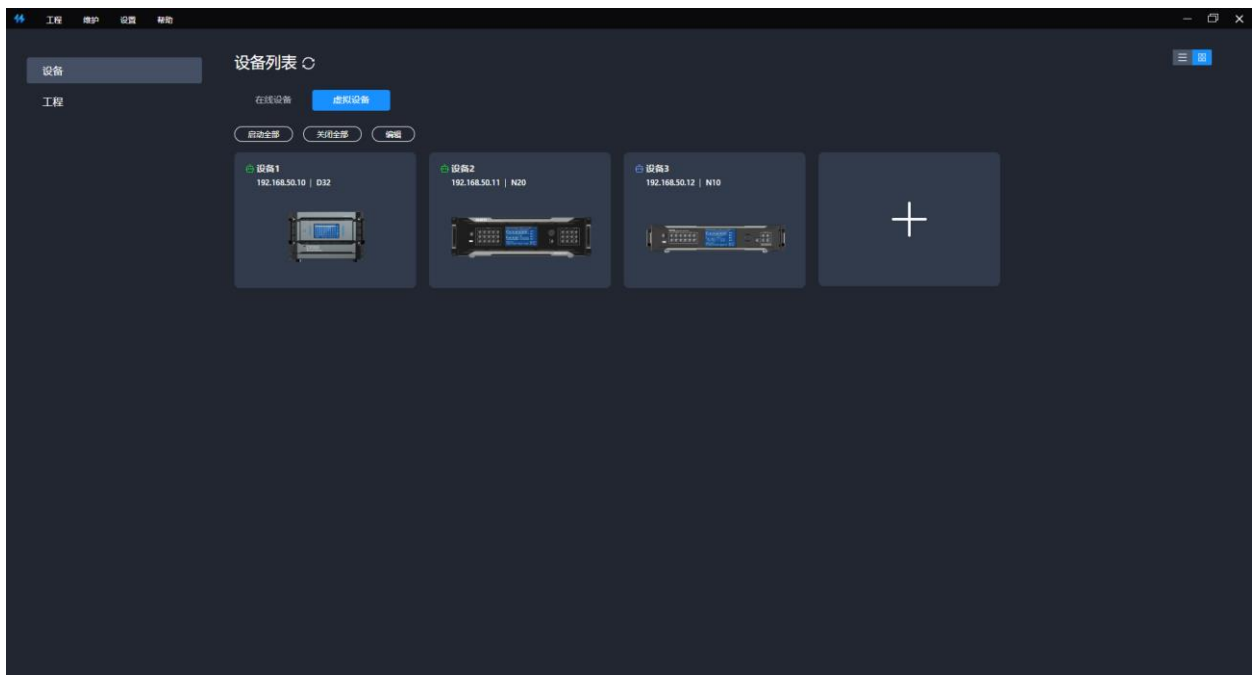 工程 维护 设置 帮助
设备
工程
设备列表
在线设备 虚拟设备
启动全部 关闭全部 编辑
设备1
192.168.50.10 | D32
设备2
192.168.50.11 | N20
设备3
192.168.50.12 | N10